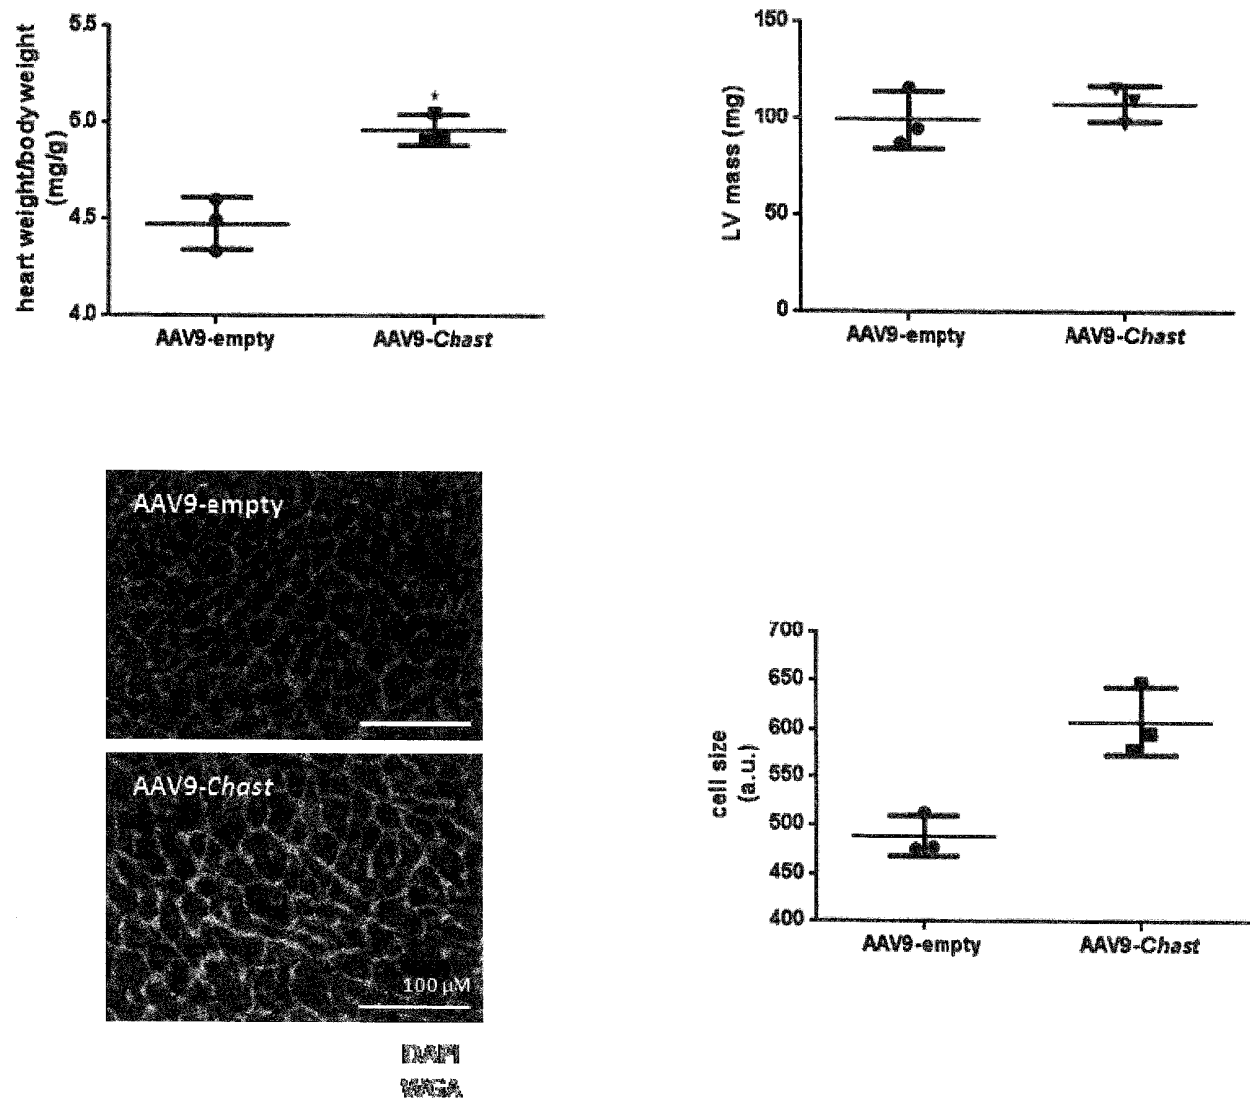 5.5
5.0
4.5
4.0
heart weight/body weight
(mg/g)
*
AAV9-empty
AAV9-Chast
150
100
50
0
LV mass (mg)
AAV9-empty
AAV9-Chast
AAV9-empty
AAV9-Chast
100 µM
DAPI
WGA
700
650
600
550
500
450
400
cell size
(a.u.)
AAV9-empty
AAV9-Chast